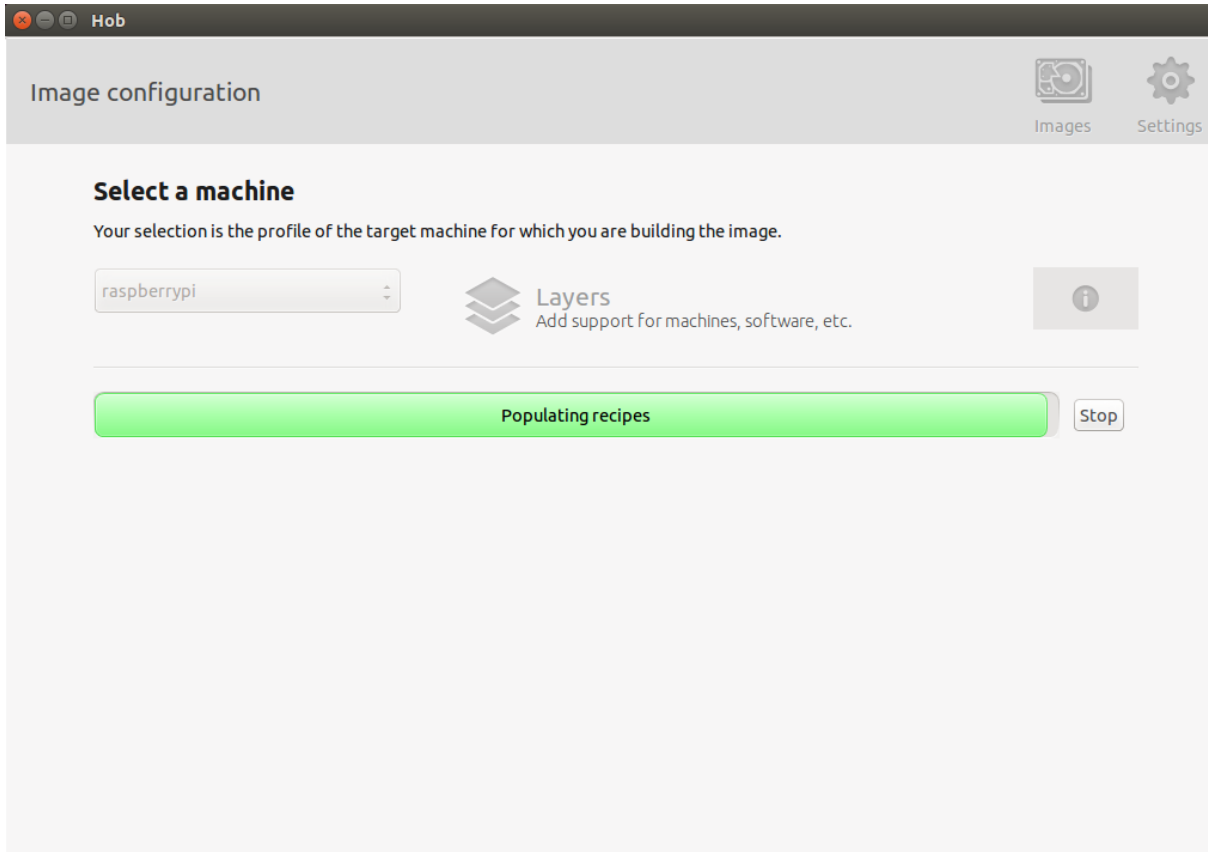 Hob
Image configuration
Images
Settings
Select a machine
Your selection is the profile of the target machine for which you are building the image.
raspberrypi
Layers
Add support for machines, software, etc.
Populating recipes
Stop